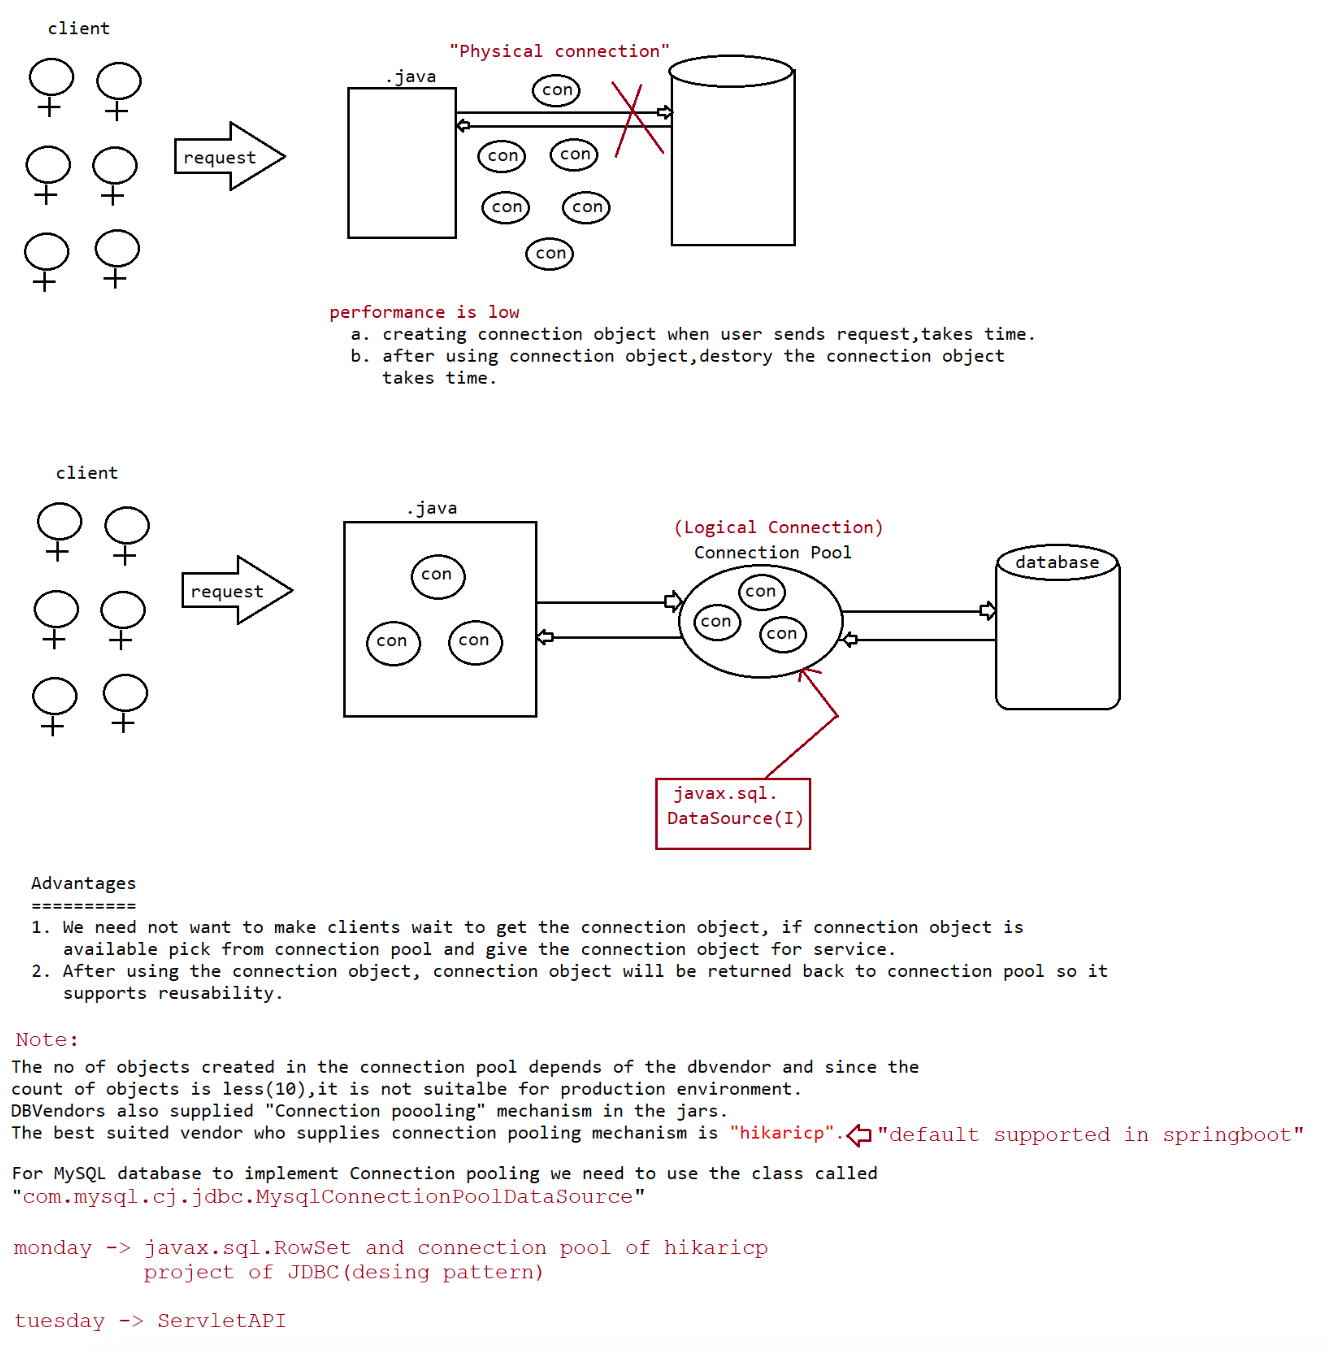 client
"Physical connection"
.java
con
request
con
con
con
con
con
performance is low
a. creating connection object when user sends request,takes time.
b. after using connection object,destory the connection object
takes time.
client
.java
(Logical Connection)
Connection Pool
database
con
con
request
con
con
con
con
javax.sql.
DataSource(I)
Advantages
==========
1. We need not want to make clients wait to get the connection object, if connection object is
available pick from connection pool and give the connection object for service.
2. After using the connection object, connection object will be returned back to connection pool so it
supports reusability.
Note:
The no of objects created in the connection pool depends of the dbvendor and since the
count of objects is less(10),it is not suitalbe for production environment.
DBVendors also supplied "Connection poooling" mechanism in the jars.
The best suited vendor who supplies connection pooling mechanism is "hikaricp". "default supported in springboot"
For MySQL database to implement Connection pooling we need to use the class called
"com.mysql.cj.jdbc.MysqlConnectionPoolDataSource"
monday -> javax.sql.RowSet and connection pool of hikaricp
project of JDBC(desing pattern)
tuesday -> ServletAPI